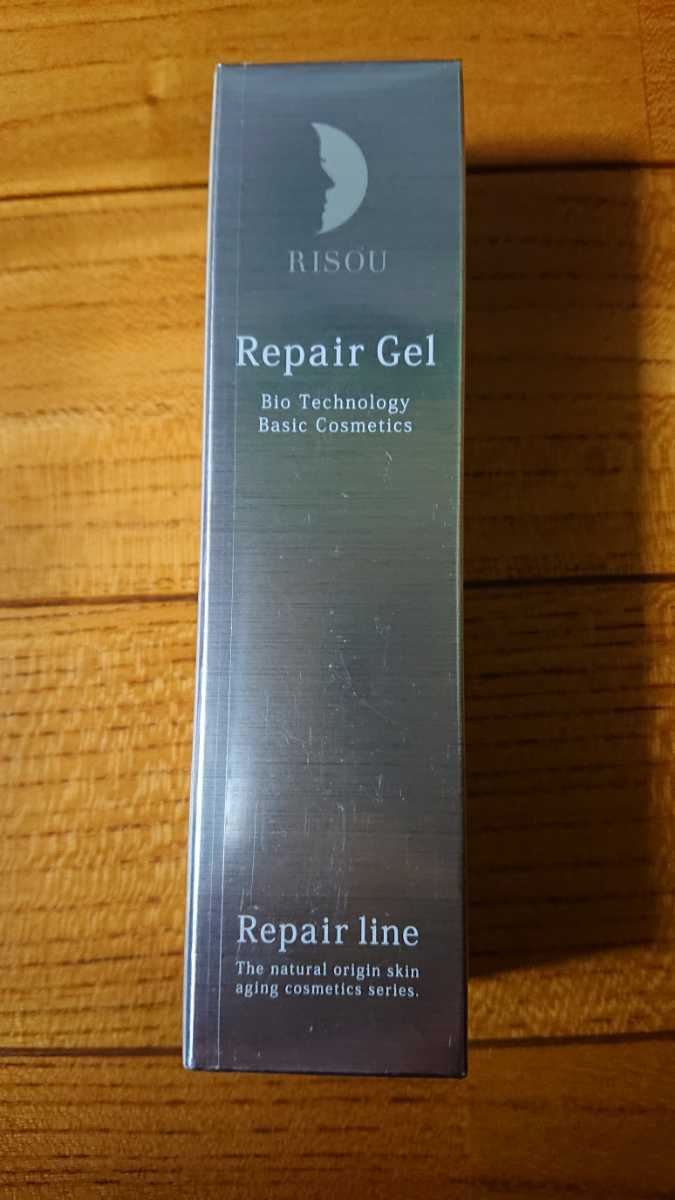 RISOU
Repair Gel
Bio Technology
Basic Cosmetics
Repair line
The natural origin skin
aging cosmetics series.